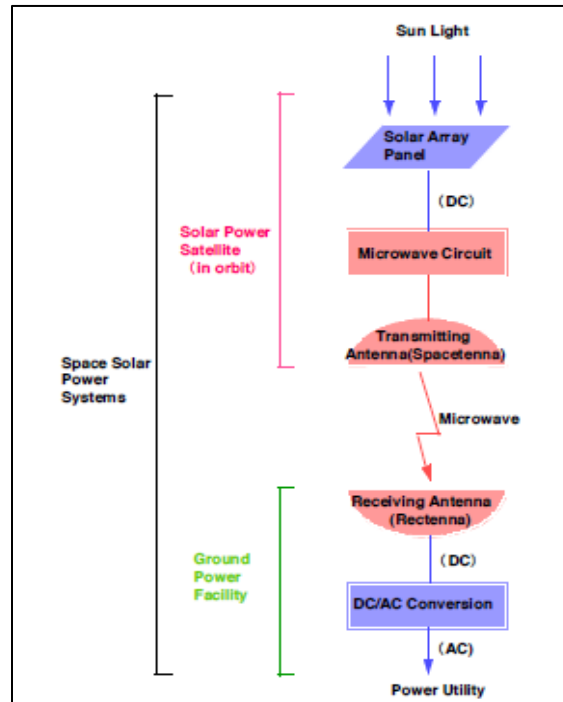 Sun Light
Solar Array
Panel
(DC)
Solar Power
Satellite
(in orbit)
Microwave Circuit
Transmitting
Antenna(Spacetenna)
Space Solar
Power
Systems
Microwave
Receiving Antenna
(Rectenna)
Ground
Power
Facility
(DC)
DC/AC Conversion
(AC)
Power Utility